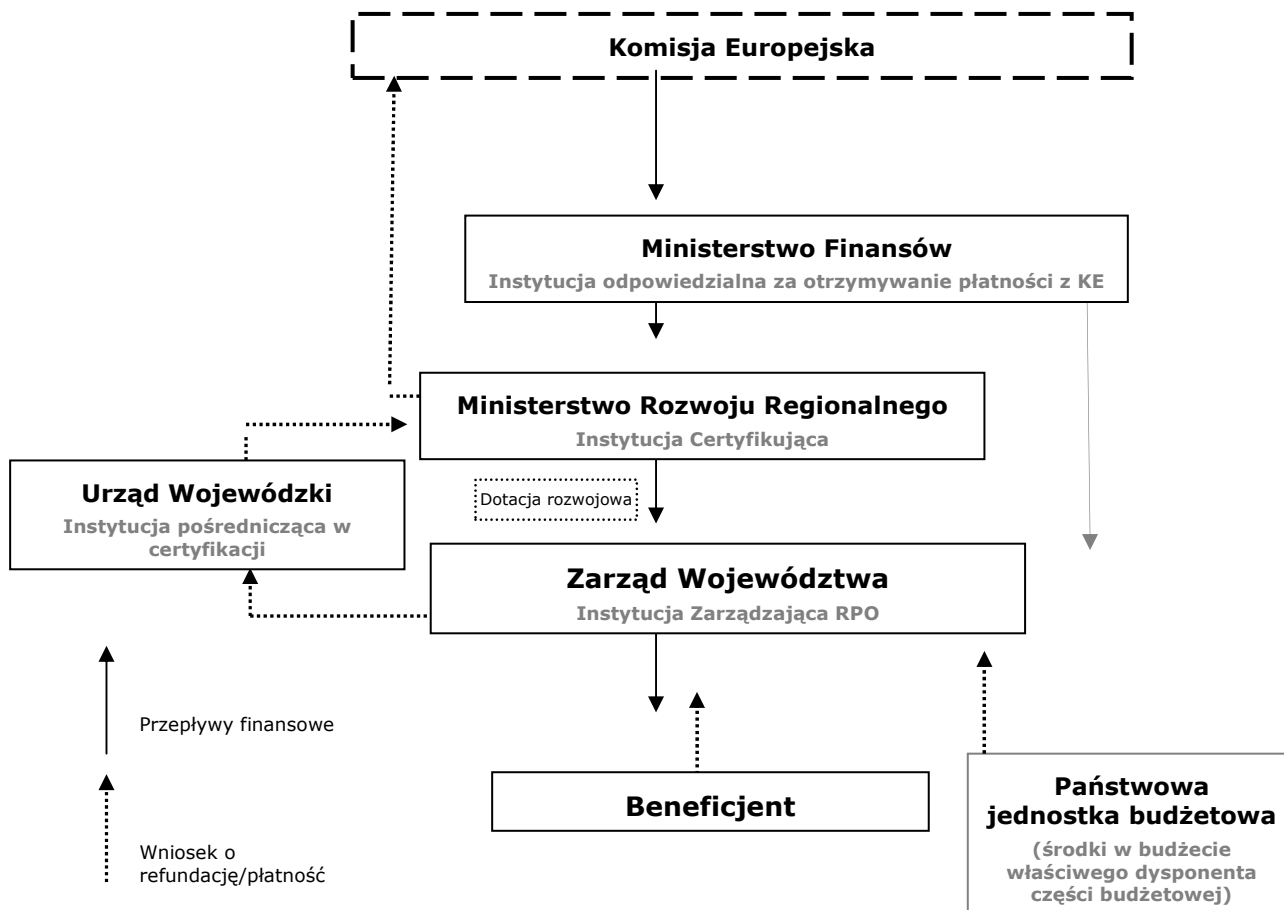 Komisja Europejska
Ministerstwo Finansów
Instytucja odpowiedzialna za otrzymywanie płatności z KE
Ministerstwo Rozwoju Regionalnego
Instytucja Certyfikująca
Urząd Wojewódzki
Instytucja pośrednicząca w
certyfikacji
Dotacja rozwojowa
Zarząd Województwa
Instytucja Zarządzająca RPO
Przepływy finansowe
Beneficjent
Państwowa
jednostka budżetowa
(środki w budżecie
właściwego dysponenta
części budżetowej)
Wniosek o
refundację/płatność